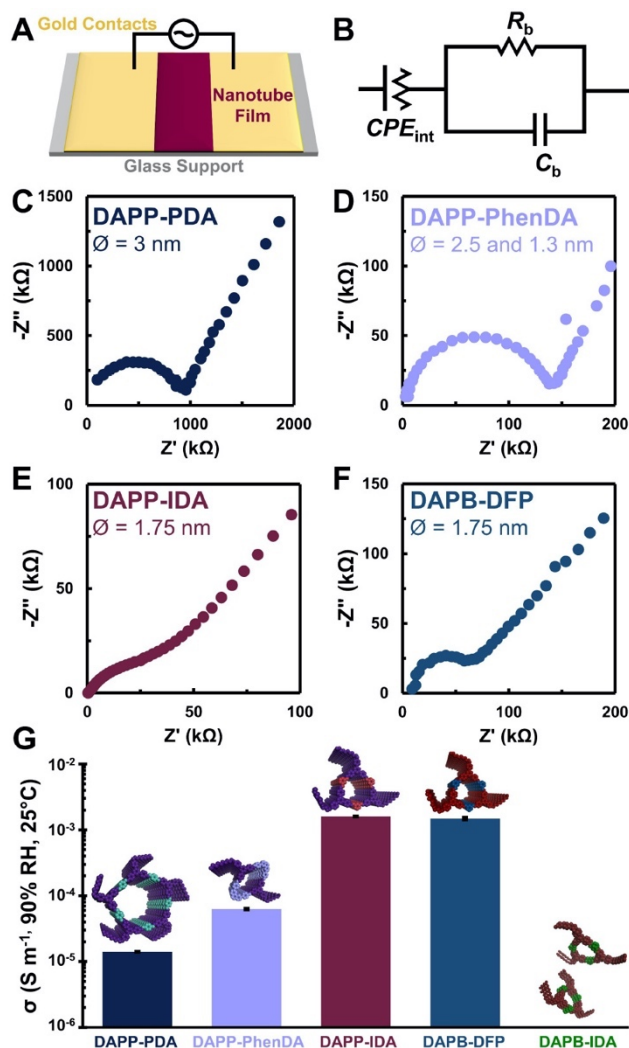 A
Gold Contacts
Nanotube
Film
Glass Support
B
Rb
CPEint
Cb
C
DAPP-PDA
Ø = 3 nm
-Z'' (kΩ)
1500
1000
500
0
0 1000 2000
Z' (kΩ)
D
DAPP-PhenDA
Ø = 2.5 and 1.3 nm
-Z'' (kΩ)
150
100
50
0
0 100 200
Z' (kΩ)
E
DAPP-IDA
Ø = 1.75 nm
-Z'' (kΩ)
100
50
0
0 50 100
Z' (kΩ)
F
DAPB-DFP
Ø = 1.75 nm
-Z'' (kΩ)
150
100
50
0
0 100 200
Z' (kΩ)
G
σ (S m⁻¹, 90% RH, 25°C)
10⁻²
10⁻³
10⁻⁴
10⁻⁵
10⁻⁶
DAPP-PDA DAPP-PhenDA DAPP-IDA DAPB-DFP DAPB-IDA